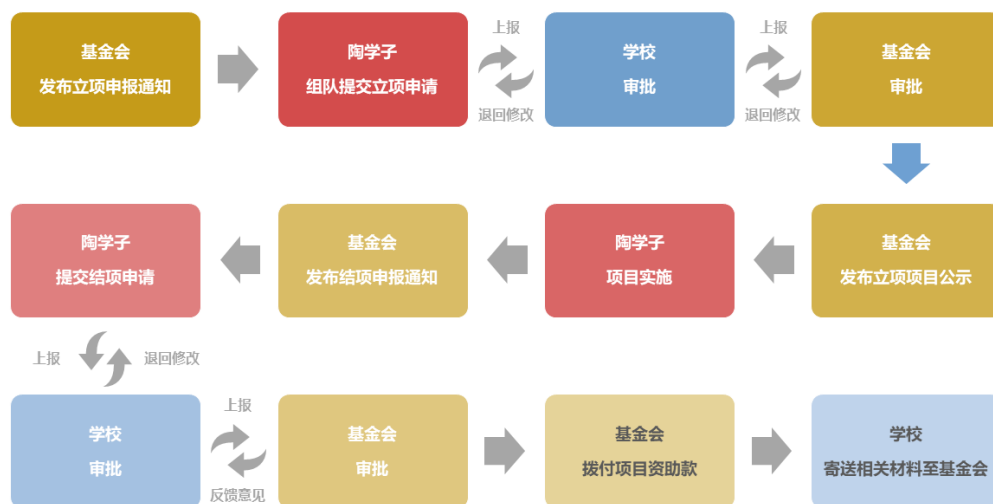 基金会
发布立项申报通知
陶学子
组队提交立项申请
上报
退回修改
学校
审批
上报
退回修改
基金会
审批
陶学子
提交结项申请
基金会
发布结项申报通知
陶学子
项目实施
基金会
发布立项项目公示
上报
退回修改
学校
审批
上报
反馈意见
基金会
审批
基金会
拨付项目资助款
学校
寄送相关材料至基金会